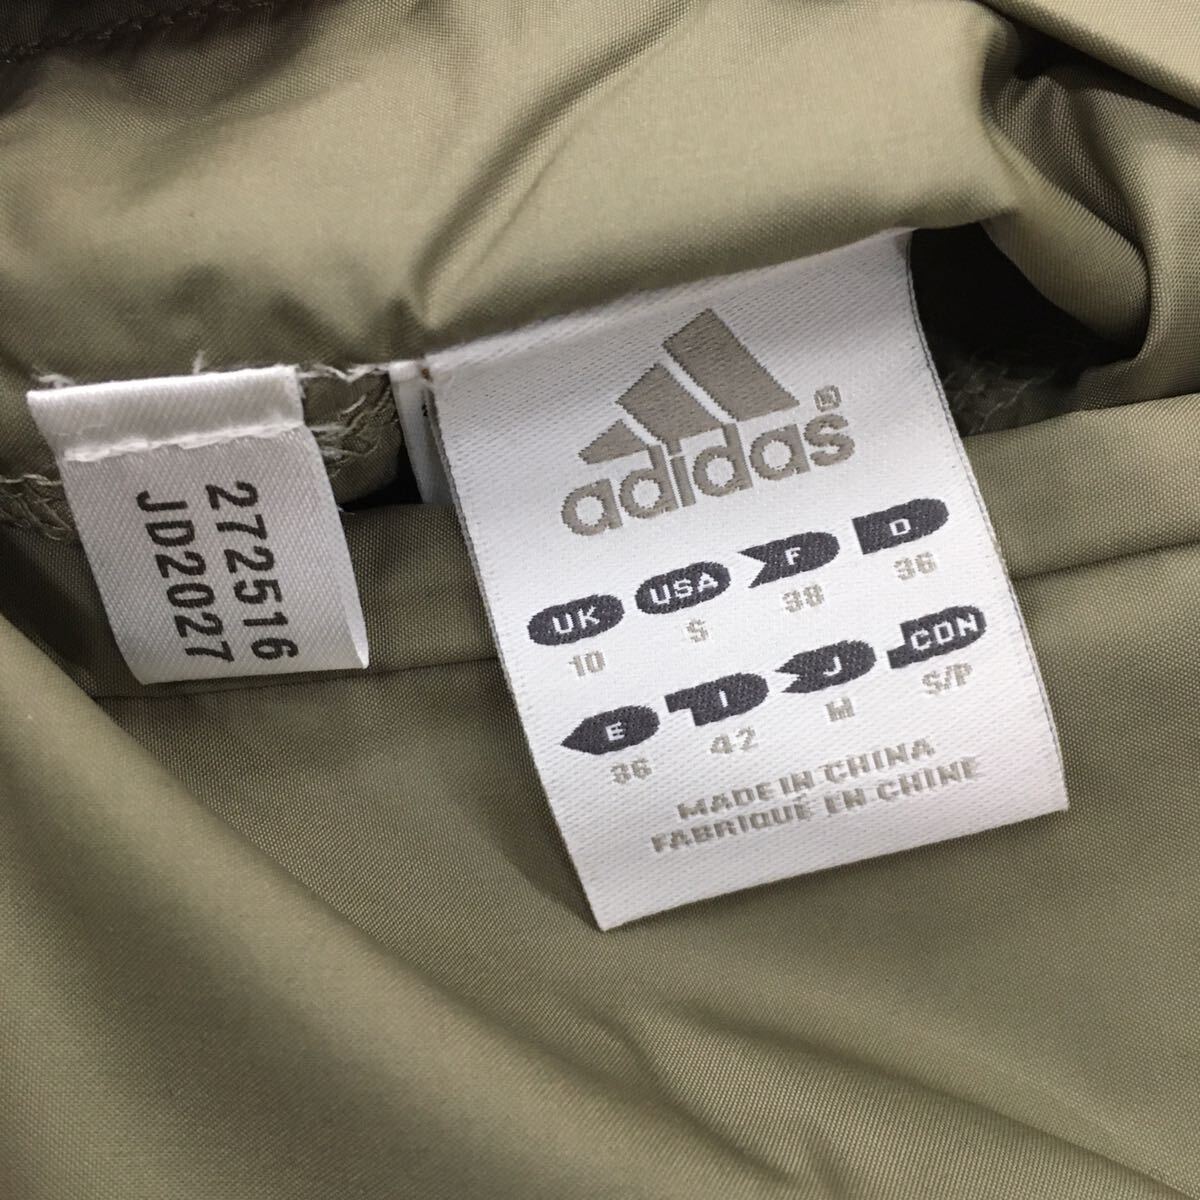 272516
JD2027
adidas®
UK USA F D
10 S 38 36
E I J CDN
36 42 M S/P
MADE IN CHINA
FABRIQUÉ EN CHINE